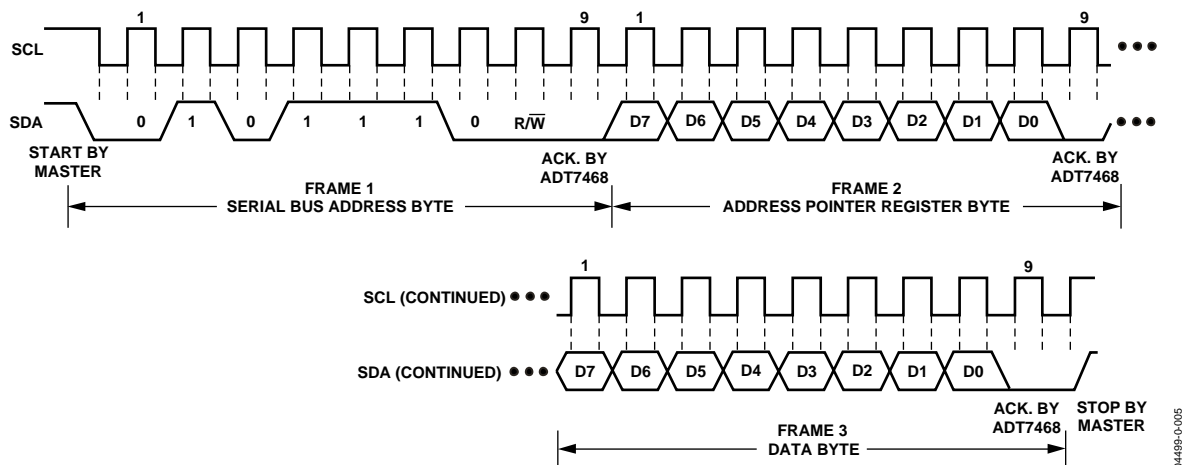 1 9 1 9
SCL
SDA 0 1 0 1 1 1 0 R/W D7 D6 D5 D4 D3 D2 D1 D0
START BY
MASTER
ACK. BY
ADT7468
ACK. BY
ADT7468
FRAME 1
SERIAL BUS ADDRESS BYTE
FRAME 2
ADDRESS POINTER REGISTER BYTE
1 9
SCL (CONTINUED)
SDA (CONTINUED) D7 D6 D5 D4 D3 D2 D1 D0
ACK. BY
ADT7468
STOP BY
MASTER
FRAME 3
DATA BYTE
04499-0-005